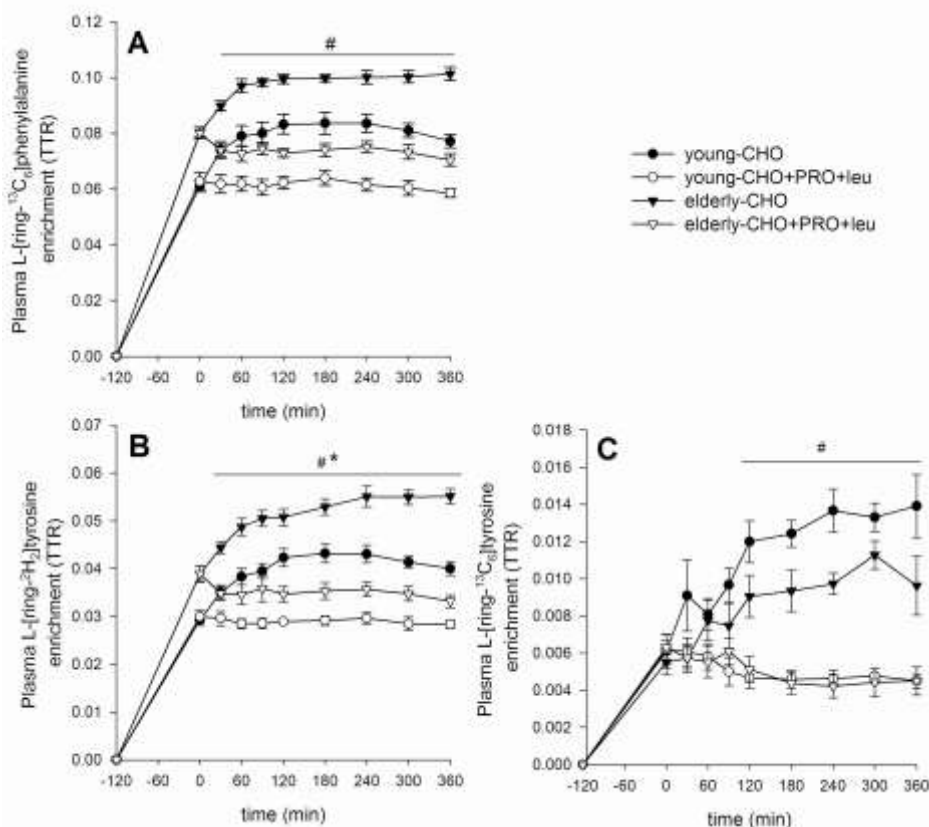 A
#
Plasma L-[ring-¹³C₆]phenylalanine
enrichment (TTR)
0.12
0.10
0.08
0.06
0.04
0.02
0.00
-120 -60 0 60 120 180 240 300 360
time (min)
young-CHO
young-CHO+PRO+leu
elderly-CHO
elderly-CHO+PRO+leu
B
# *
Plasma L-[ring-²H₂]tyrosine
enrichment (TTR)
0.07
0.06
0.05
0.04
0.03
0.02
0.01
0.00
-120 -60 0 60 120 180 240 300 360
time (min)
C
#
Plasma L-[ring-¹³C₆]tyrosine
enrichment (TTR)
0.018
0.016
0.014
0.012
0.010
0.008
0.006
0.004
0.002
0.000
-120 -60 0 60 120 180 240 300 360
time (min)